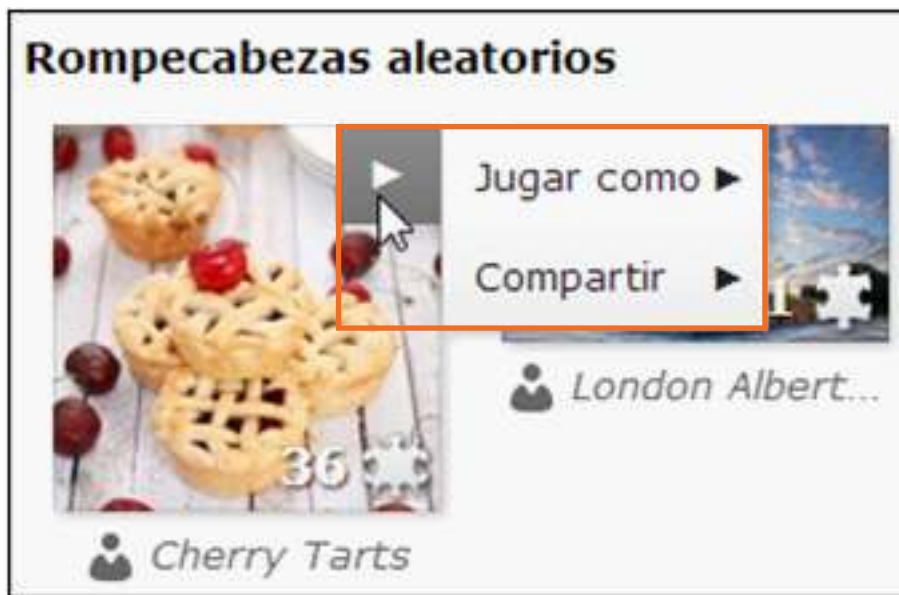 Rompecabezas aleatorios
Jugar como
Compartir
36
London Albert...
Cherry Tarts